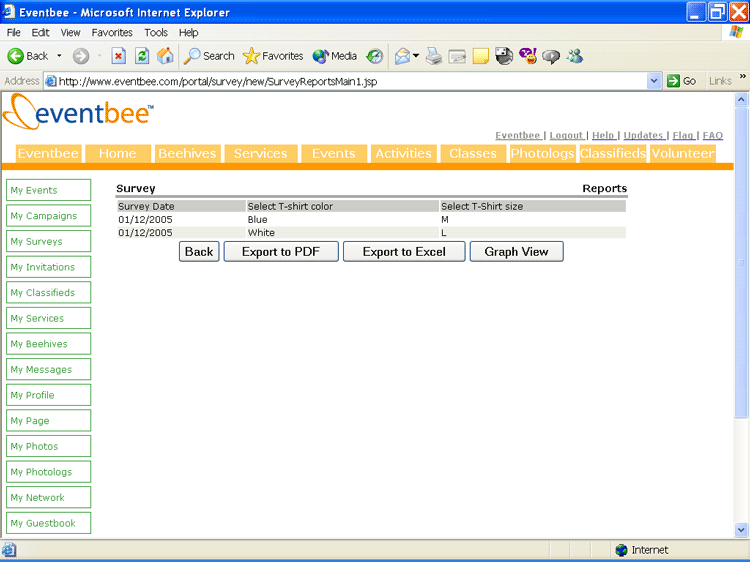 Eventbee - Microsoft Internet Explorer
File Edit View Favorites Tools Help
Back Search Favorites Media
Address http://www.eventbee.com/portal/survey/new/SurveyReportsMain1.jsp Go Links »
eventbee™
Eventbee | Logout | Help | Updates | Flag | FAQ
Eventbee Home Beehives Services Events Activities Classes Photologs Classifieds Volunteer
My Events
My Campaigns
My Surveys
My Invitations
My Classifieds
My Services
My Beehives
My Messages
My Profile
My Page
My Photos
My Photologs
My Network
My Guestbook
Survey Reports
Survey Date Select T-shirt color Select T-Shirt size
01/12/2005 Blue M
01/12/2005 White L
Back Export to PDF Export to Excel Graph View
Internet